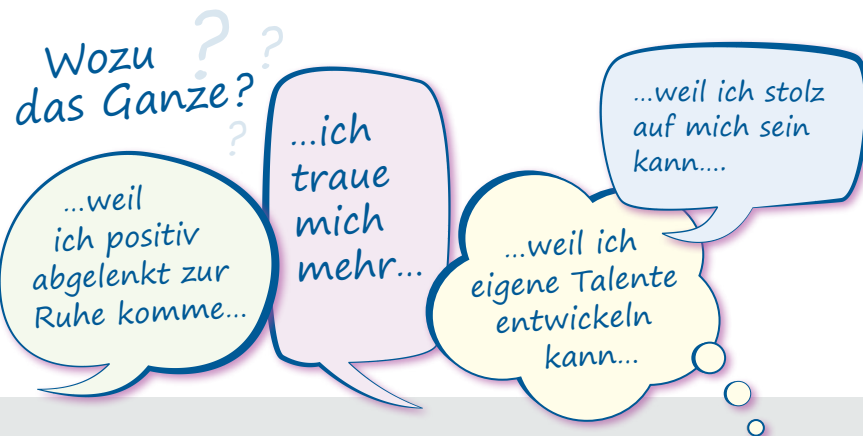 Wozu
das Ganze?
? ? ?
...weil
ich positiv
abgelenkt zur
Ruhe komme...
...ich
traue
mich
mehr...
...weil ich
eigene Talente
entwickeln
kann...
...weil ich stolz
auf mich sein
kann....